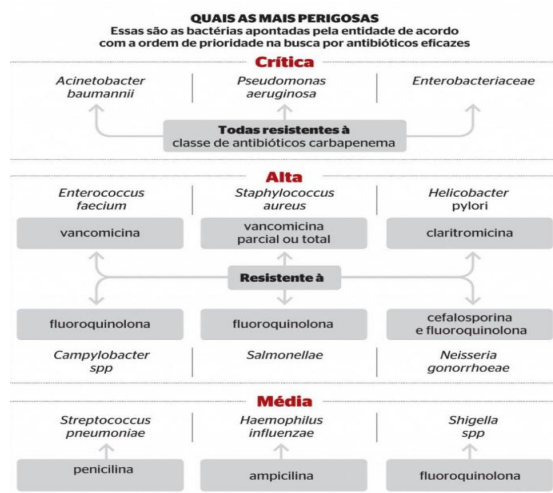 QUAIS AS MAIS PERIGOSAS
Essas são as bactérias apontadas pela entidade de acordo
com a ordem de prioridade na busca por antibióticos eficazes
Crítica
Acinetobacter
baumannii
Pseudomonas
aeruginosa
Enterobacteriaceae
Todas resistentes à
classe de antibióticos carbapenema
Alta
Enterococcus
faecium
Staphylococcus
aureus
Helicobacter
pylori
vancomicina
vancomicina
parcial ou total
claritromicina
Resistente à
fluoroquinolona
fluoroquinolona
cefalosporina
e fluoroquinolona
Campylobacter
spp
Salmonellae
Neisseria
gonorrhoeae
Média
Streptococcus
pneumoniae
Haemophilus
influenzae
Shigella
spp
penicilina
ampicilina
fluoroquinolona